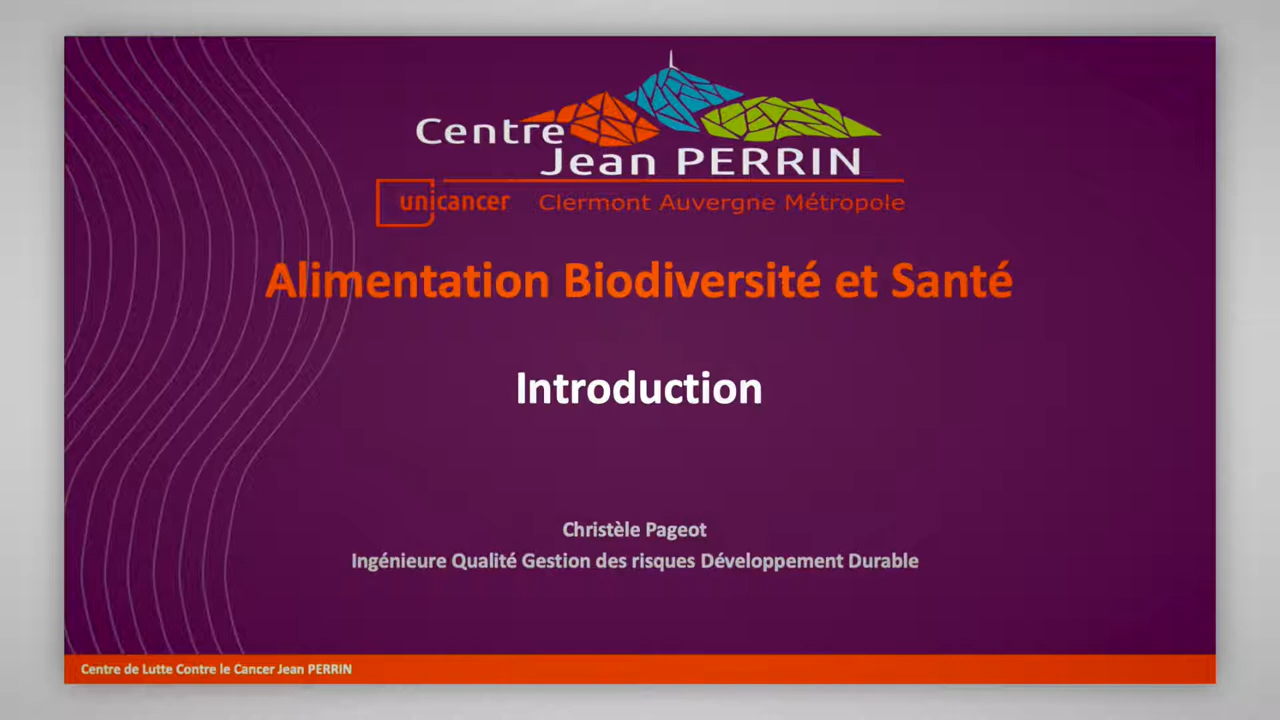 Centre
Jean PERRIN
unicancer Clermont Auvergne Métropole
Alimentation Biodiversité et Santé
Introduction
Christèle Pageot
Ingénieure Qualité Gestion des risques Développement Durable
Centre de Lutte Contre le Cancer Jean PERRIN